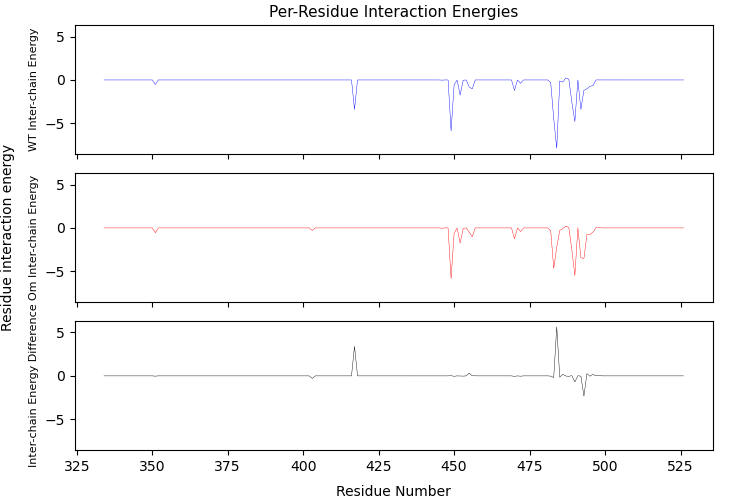 Per-Residue Interaction Energies
Residue interaction energy
WT Inter-chain Energy
5
0
−5
Om Inter-chain Energy
5
0
−5
Inter-chain Energy Difference
5
0
−5
325 350 375 400 425 450 475 500 525
Residue Number